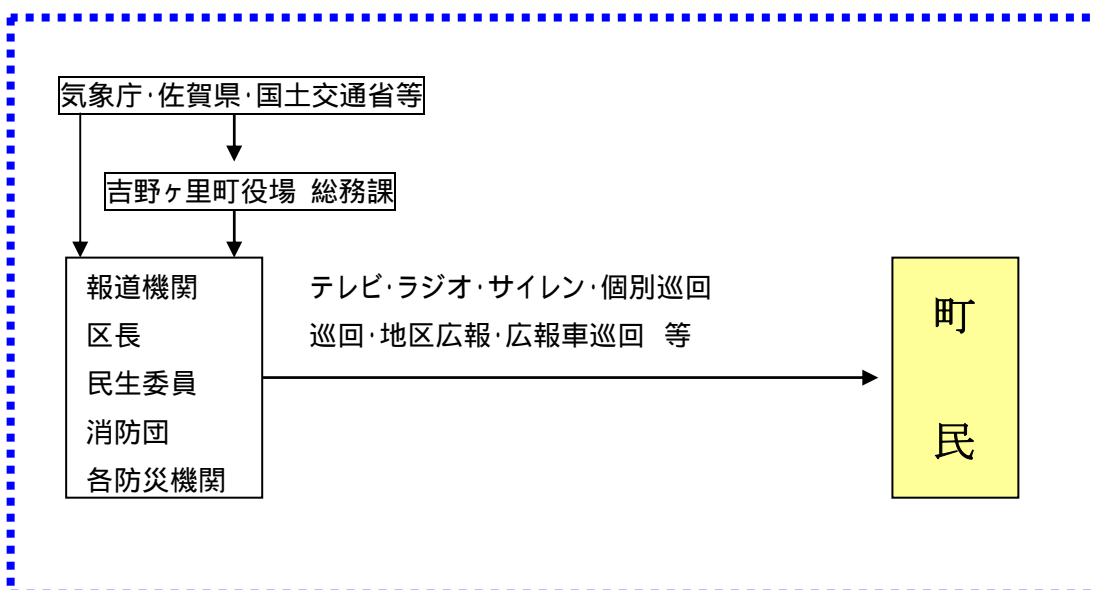 気象庁･佐賀県･国土交通省等
吉野ヶ里町役場 総務課
報道機関
区長
民生委員
消防団
各防災機関
テレビ･ラジオ･サイレン･個別巡回
巡回･地区広報･広報車巡回 等
町
民